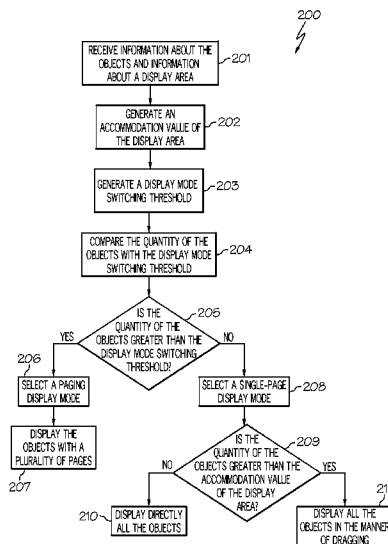 200
RECEIVE INFORMATION ABOUT THE
OBJECTS AND INFORMATION
ABOUT A DISPLAY AREA
201
GENERATE AN
ACCOMMODATION VALUE OF
THE DISPLAY AREA
202
GENERATE A DISPLAY MODE
SWITCHING THRESHOLD
203
COMPARE THE QUANTITY OF THE
OBJECTS WITH THE DISPLAY MODE
SWITCHING THRESHOLD
204
IS THE
QUANTITY OF THE
OBJECTS GREATER THAN THE
DISPLAY MODE SWITCHING
THRESHOLD?
205
YES
NO
206
SELECT A PAGING
DISPLAY MODE
SELECT A SINGLE-PAGE
DISPLAY MODE
208
DISPLAY THE
OBJECTS WITH A
PLURALITY OF PAGES
207
IS THE
QUANTITY OF THE
OBJECTS GREATER THAN THE
ACCOMMODATION VALUE
OF THE DISPLAY
AREA?
209
NO
YES
210
DISPLAY DIRECTLY
ALL THE OBJECTS
21
DISPLAY ALL THE
OBJECTS IN THE MANNER
OF DRAGGING